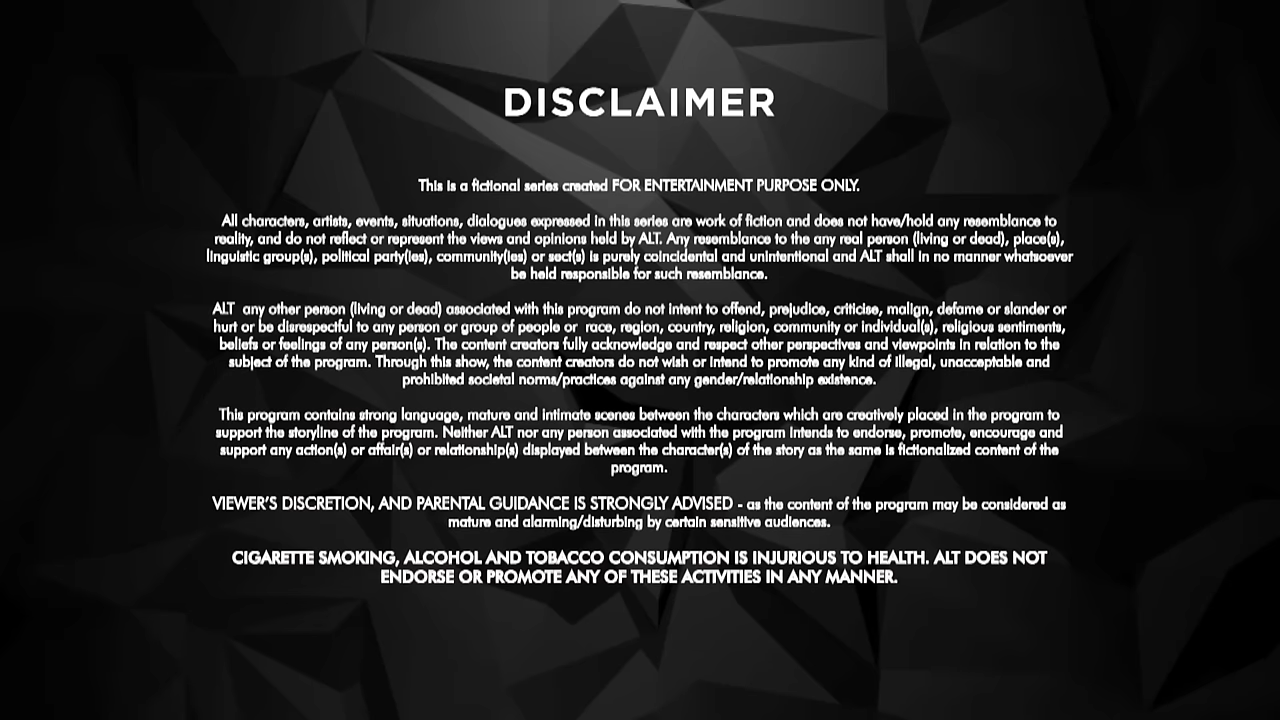 DISCLAIMER
This is a fictional series created FOR ENTERTAINMENT PURPOSE ONLY.
All characters, artists, events, situations, dialogues expressed in this series are work of fiction and does not have/hold any resemblance to
reality, and do not reflect or represent the views and opinions held by ALT. Any resemblance to the any real person (living or dead), place(s),
linguistic group(s), political party(ies), community(ies) or sect(s) is purely coincidental and unintentional and ALT shall in no manner whatsoever
be held responsible for such resemblance.
ALT any other person (living or dead) associated with this program do not intent to offend, prejudice, criticise, malign, defame or slander or
hurt or be disrespectful to any person or group of people or race, region, country, religion, community or individual(s), religious sentiments,
beliefs or feelings of any person(s). The content creators fully acknowledge and respect other perspectives and viewpoints in relation to the
subject of the program. Through this show, the content creators do not wish or intend to promote any kind of illegal, unacceptable and
prohibited societal norms/practices against any gender/relationship existence.
This program contains strong language, mature and intimate scenes between the characters which are creatively placed in the program to
support the storyline of the program. Neither ALT nor any person associated with the program intends to endorse, promote, encourage and
support any action(s) or affair(s) or relationship(s) displayed between the character(s) of the story as the same is fictionalized content of the
program.
VIEWER'S DISCRETION, AND PARENTAL GUIDANCE IS STRONGLY ADVISED - as the content of the program may be considered as
mature and alarming/disturbing by certain sensitive audiences.
CIGARETTE SMOKING, ALCOHOL AND TOBACCO CONSUMPTION IS INJURIOUS TO HEALTH. ALT DOES NOT
ENDORSE OR PROMOTE ANY OF THESE ACTIVITIES IN ANY MANNER.